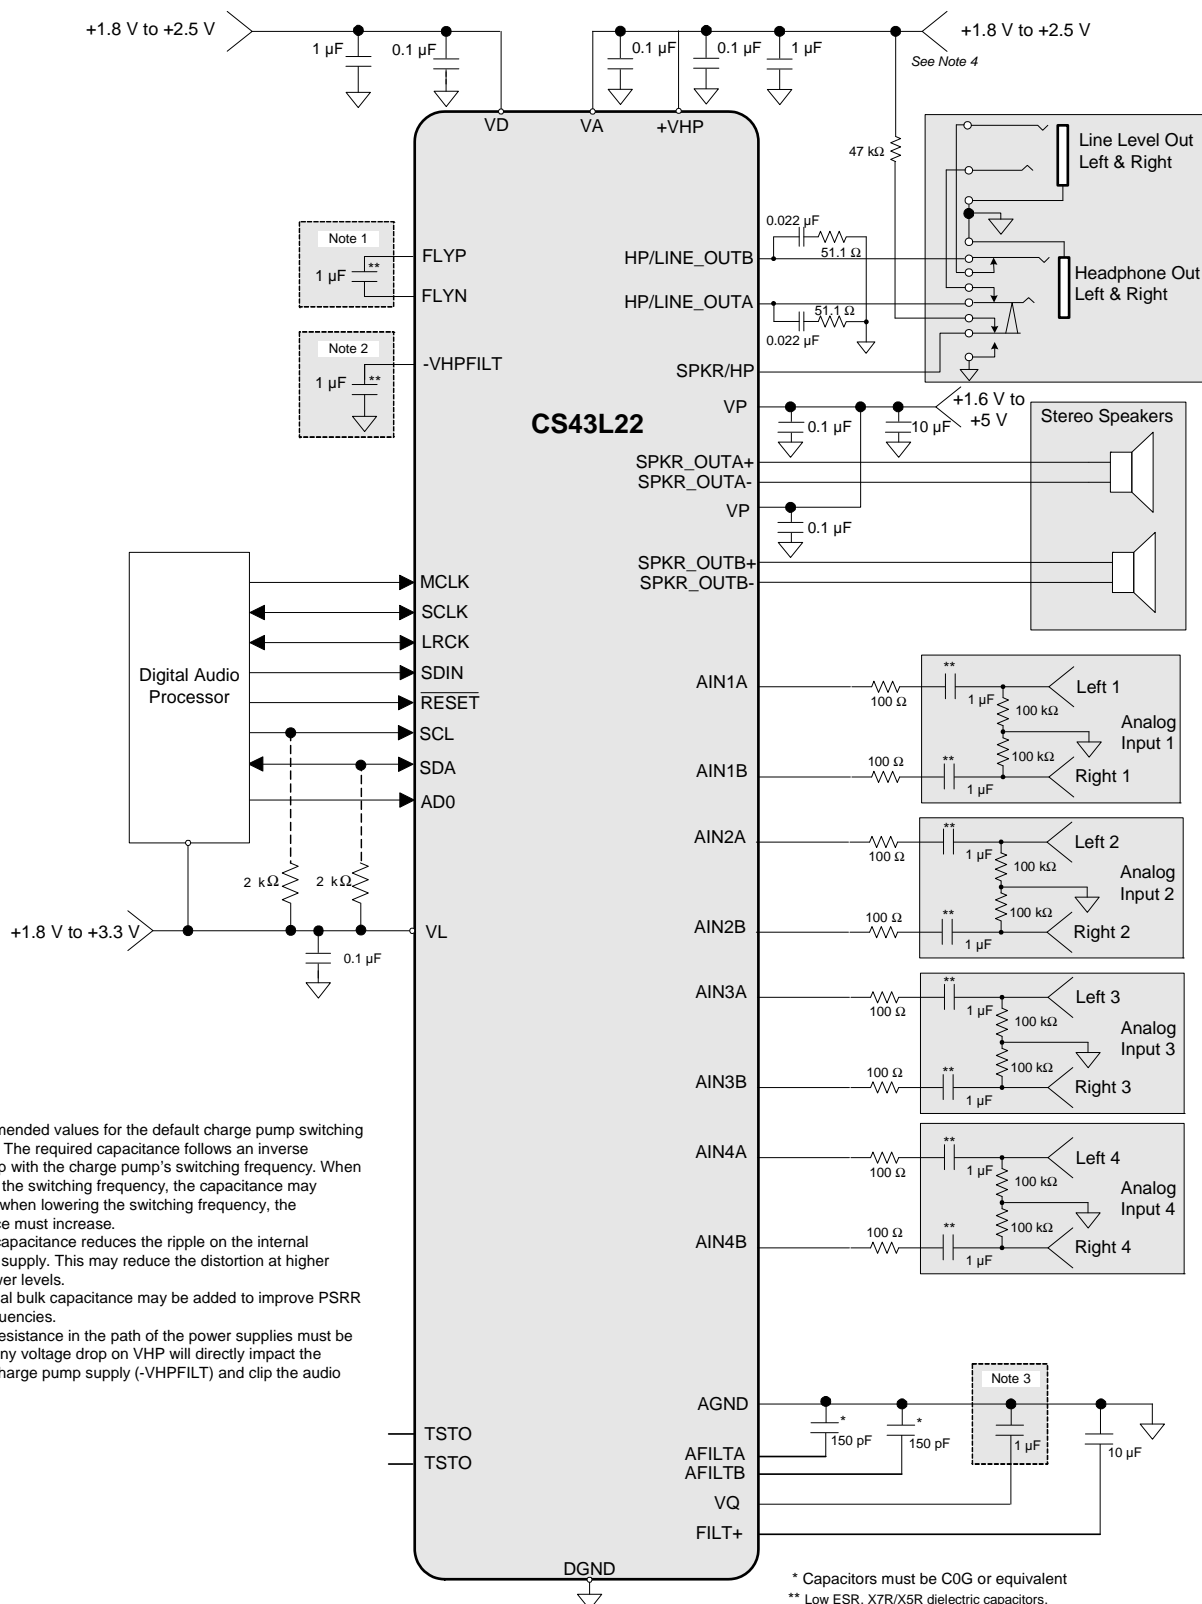 +1.8 V to +2.5 V
1 µF
0.1 µF
0.1 µF
0.1 µF
1 µF
+1.8 V to +2.5 V
See Note 4
VD
VA
+VHP
47 kΩ
Line Level Out
Left & Right
Note 1
1 µF
**
FLYP
FLYN
0.022 µF
51.1 Ω
HP/LINE_OUTB
HP/LINE_OUTA
51.1 Ω
0.022 µF
Headphone Out
Left & Right
Note 2
1 µF
**
-VHPFILT
SPKR/HP
CS43L22
VP
0.1 µF
10 µF
+1.6 V to
+5 V
Stereo Speakers
SPKR_OUTA+
SPKR_OUTA-
VP
0.1 µF
SPKR_OUTB+
SPKR_OUTB-
Digital Audio
Processor
MCLK
SCLK
LRCK
SDIN
RESET
SCL
SDA
AD0
2 kΩ
2 kΩ
+1.8 V to +3.3 V
VL
0.1 µF
AIN1A
100 Ω
**
1 µF
Left 1
100 kΩ
Analog
Input 1
100 kΩ
AIN1B
100 Ω
**
1 µF
Right 1
AIN2A
100 Ω
**
1 µF
Left 2
100 kΩ
Analog
Input 2
100 kΩ
AIN2B
100 Ω
**
1 µF
Right 2
AIN3A
100 Ω
**
1 µF
Left 3
100 kΩ
Analog
Input 3
100 kΩ
AIN3B
100 Ω
**
1 µF
Right 3
AIN4A
100 Ω
**
1 µF
Left 4
100 kΩ
Analog
Input 4
100 kΩ
AIN4B
100 Ω
**
1 µF
Right 4
values for the default charge pump switching
The required capacitance follows an inverse
with the charge pump's switching frequency. When
the switching frequency, the capacitance may
when lowering the switching frequency, the
must increase.
capacitance reduces the ripple on the internal
supply. This may reduce the distortion at higher
levels.
bulk capacitance may be added to improve PSRR
in the path of the power supplies must be
voltage drop on VHP will directly impact the
pump supply (-VHPFILT) and clip the audio
Note 3
AGND
*
150 pF
*
150 pF
1 µF
10 µF
TSTO
TSTO
AFILTA
AFILTB
VQ
FILT+
DGND
* Capacitors must be C0G or equivalent
** Low ESR, X7R/X5R dielectric capacitors.